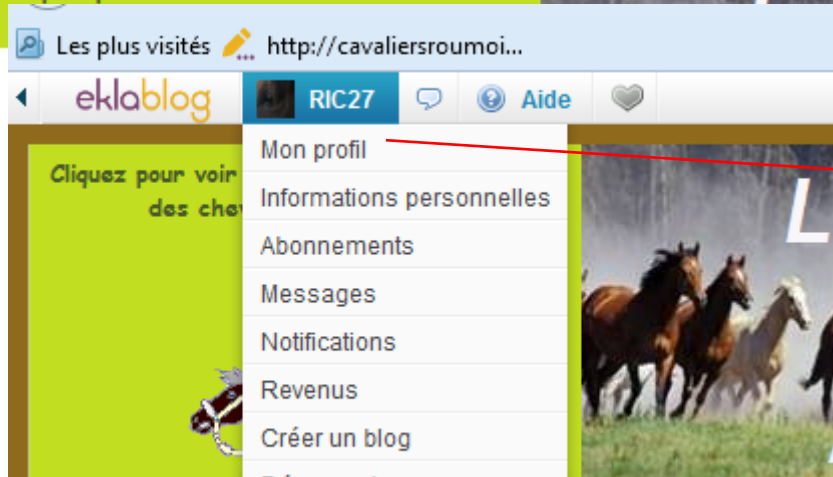 Les plus visités http://cavaliersroumoi...
eklablog RIC27 Aide
Cliquez pour voir
des che
Mon profil
Informations personnelles
Abonnements
Messages
Notifications
Revenus
Créer un blog
L